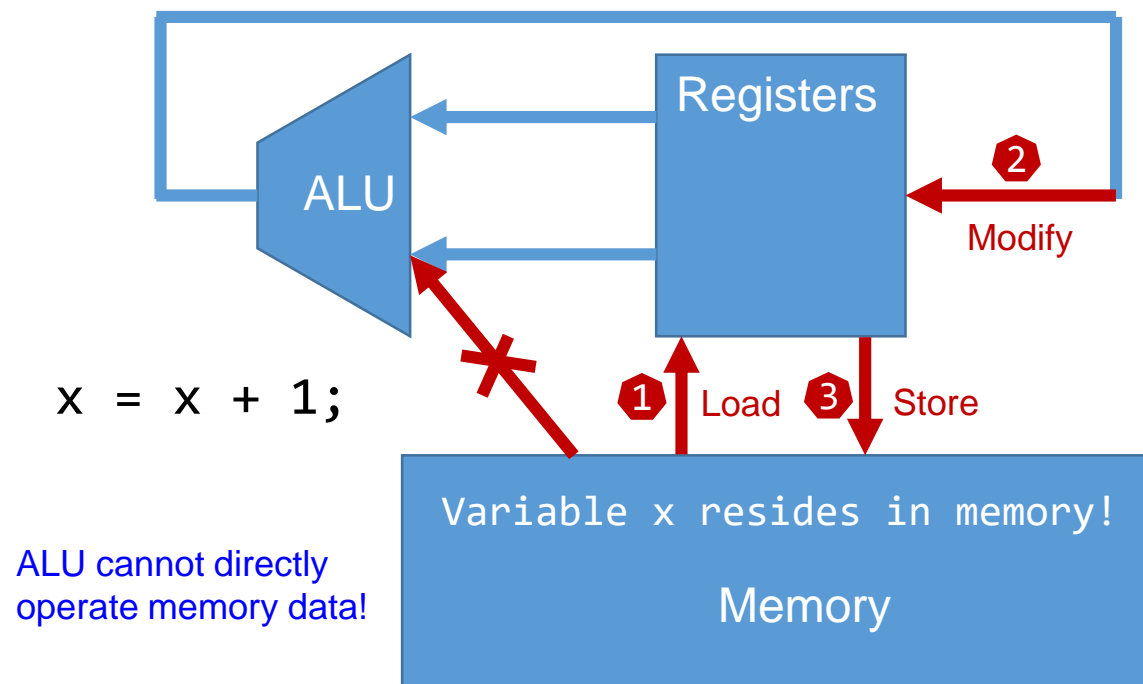 Registers
ALU
2
Modify
x = x + 1;
1
Load
3
Store
Variable x resides in memory!
ALU cannot directly
operate memory data!
Memory